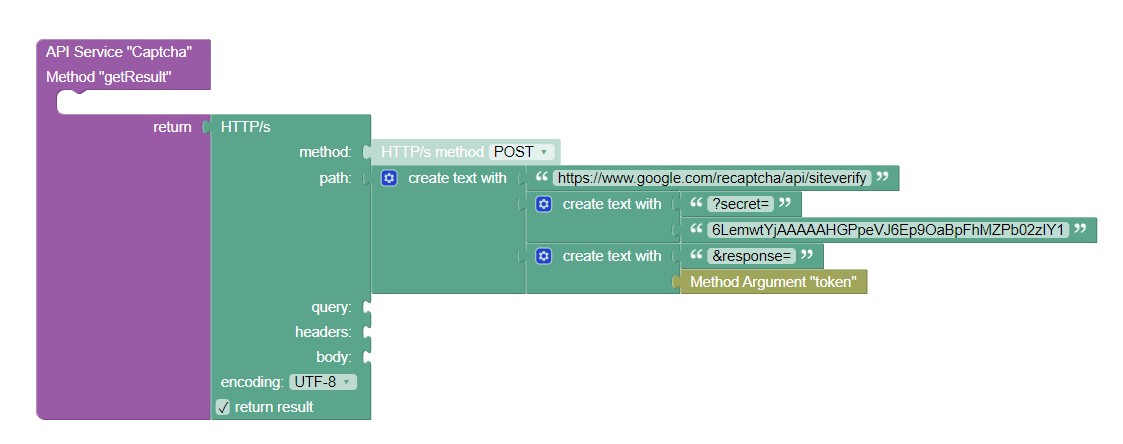 API Service "Captcha"
Method "getResult"
return HTTP/s
method: HTTP/s method POST
path: create text with “ https://www.google.com/recaptcha/api/siteverify ”
create text with “ ?secret= ”
“ 6LemwtYjAAAAAHGPpeVJ6Ep9OaBpFhMZPb02zIY1 ”
create text with “ &response= ”
Method Argument "token"
query:
headers:
body:
encoding: UTF-8
return result